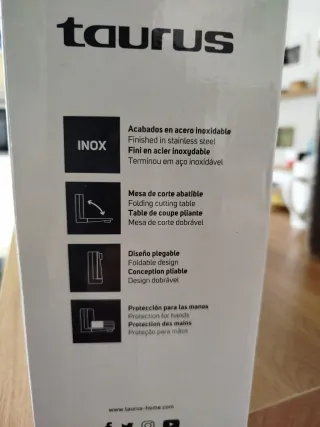 taurus
INOX
Acabados en acero inoxidable
Finished in stainless steel
Fini en acier inoxydable
Terminou em aço inoxidável
Mesa de corte abatible
Folding cutting table
Table de coupe pliante
Mesa de corte dobrável
Diseño plegable
Foldable design
Conception pliable
Design dobrável
Protección para las manos
Protection for hands
Protection des mains
Proteção para mãos
www.taurus-home.com